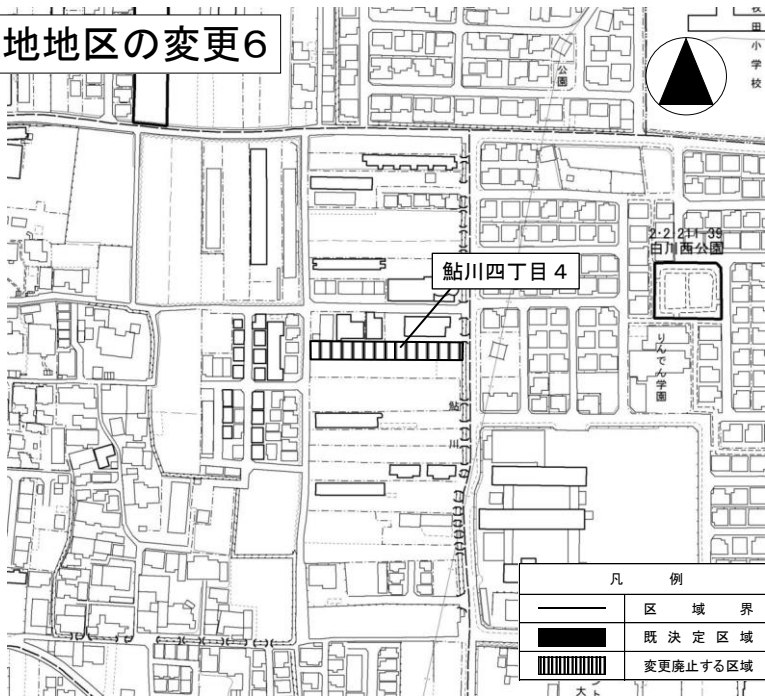 地地区の変更6
公園
牧田小学校
2・2・211-39
白川西公園
鮎川四丁目4
りんでん学園
鮎川
凡 例
区域界
既決定区域
変更廃止する区域